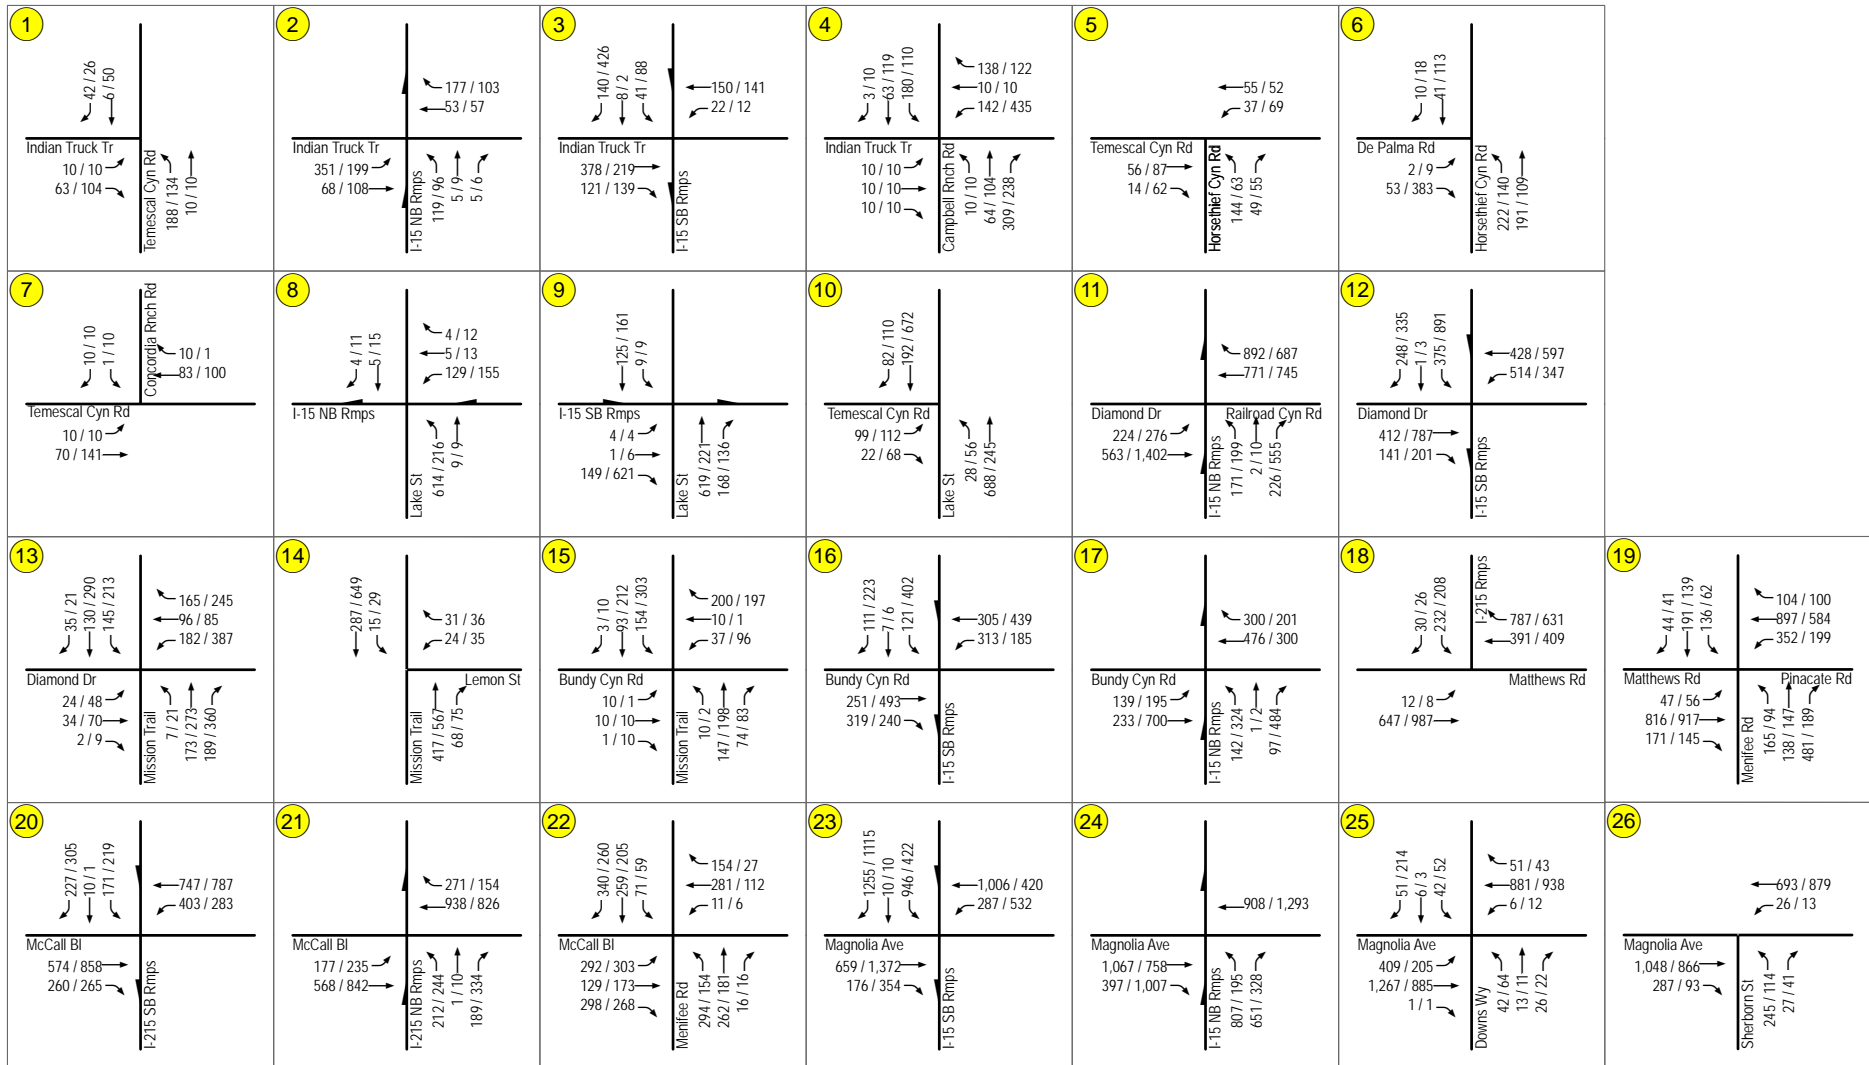 1
42 / 26
6 / 50
Indian Truck Tr
10 / 10
63 / 104
Temescal Cyn Rd
188 / 134
10 / 10
2
177 / 103
53 / 57
Indian Truck Tr
351 / 199
68 / 108
I-15 NB Rmps
119 / 96
5 / 9
5 / 6
3
140 / 426
8 / 2
41 / 88
150 / 141
22 / 12
Indian Truck Tr
378 / 219
121 / 139
I-15 SB Rmps
4
3 / 10
63 / 119
180 / 110
138 / 122
10 / 10
142 / 435
Indian Truck Tr
10 / 10
10 / 10
10 / 10
Campbell Rnch Rd
10 / 10
64 / 104
309 / 238
5
55 / 52
37 / 69
Temescal Cyn Rd
56 / 87
14 / 62
Horsethief Cyn Rd
144 / 63
49 / 55
6
10 / 18
41 / 113
De Palma Rd
2 / 9
53 / 383
Horsethief Cyn Rd
222 / 140
191 / 109
7
10 / 10
1 / 10
Concordia Rnch Rd
10 / 1
83 / 100
Temescal Cyn Rd
10 / 10
70 / 141
8
4 / 11
5 / 15
4 / 12
5 / 13
129 / 155
I-15 NB Rmps
Lake St
614 / 216
9 / 9
9
125 / 161
9 / 9
I-15 SB Rmps
4 / 4
1 / 6
149 / 621
Lake St
619 / 221
168 / 136
10
82 / 110
192 / 672
Temescal Cyn Rd
99 / 112
22 / 68
Lake St
28 / 56
688 / 245
11
892 / 687
771 / 745
Diamond Dr
Railroad Cyn Rd
224 / 276
563 / 1,402
I-15 NB Rmps
171 / 199
2 / 10
226 / 555
12
248 / 335
1 / 3
375 / 891
428 / 597
514 / 347
Diamond Dr
412 / 787
141 / 201
I-15 SB Rmps
13
35 / 21
130 / 290
145 / 213
165 / 245
96 / 85
182 / 387
Diamond Dr
24 / 48
34 / 70
2 / 9
Mission Trail
7 / 21
173 / 273
189 / 360
14
287 / 649
15 / 29
31 / 36
24 / 35
Lemon St
Mission Trail
417 / 567
68 / 75
15
3 / 10
93 / 212
154 / 303
200 / 197
10 / 1
37 / 96
Bundy Cyn Rd
10 / 1
10 / 10
1 / 10
Mission Trail
10 / 2
147 / 198
74 / 83
16
111 / 223
7 / 6
121 / 402
305 / 439
313 / 185
Bundy Cyn Rd
251 / 493
319 / 240
I-15 SB Rmps
17
300 / 201
476 / 300
Bundy Cyn Rd
139 / 195
233 / 700
I-15 NB Rmps
142 / 324
1 / 2
97 / 484
18
30 / 26
232 / 208
I-215 Rmps
787 / 631
391 / 409
Matthews Rd
12 / 8
647 / 987
19
44 / 41
191 / 139
136 / 62
104 / 100
897 / 584
352 / 199
Matthews Rd
Pinacate Rd
47 / 56
816 / 917
171 / 145
Menifee Rd
165 / 94
138 / 147
481 / 189
20
227 / 305
10 / 1
171 / 219
747 / 787
403 / 283
McCall Bl
574 / 858
260 / 265
I-215 SB Rmps
21
271 / 154
938 / 826
McCall Bl
177 / 235
568 / 842
I-215 NB Rmps
212 / 244
1 / 10
189 / 334
22
340 / 260
259 / 205
71 / 59
154 / 27
281 / 112
11 / 6
McCall Bl
292 / 303
129 / 173
298 / 268
Menifee Rd
294 / 154
262 / 181
16 / 16
23
1255 / 1115
10 / 10
946 / 422
1,006 / 420
287 / 532
Magnolia Ave
659 / 1,372
176 / 354
I-15 SB Rmps
24
908 / 1,293
Magnolia Ave
1,067 / 758
397 / 1,007
I-15 NB Rmps
807 / 195
651 / 328
25
51 / 214
6 / 3
42 / 52
51 / 43
881 / 938
6 / 12
Magnolia Ave
409 / 205
1,267 / 885
1 / 1
Downs Wy
42 / 64
13 / 11
26 / 22
26
693 / 879
26 / 13
Magnolia Ave
1,048 / 866
287 / 93
Sherborn St
245 / 114
27 / 41